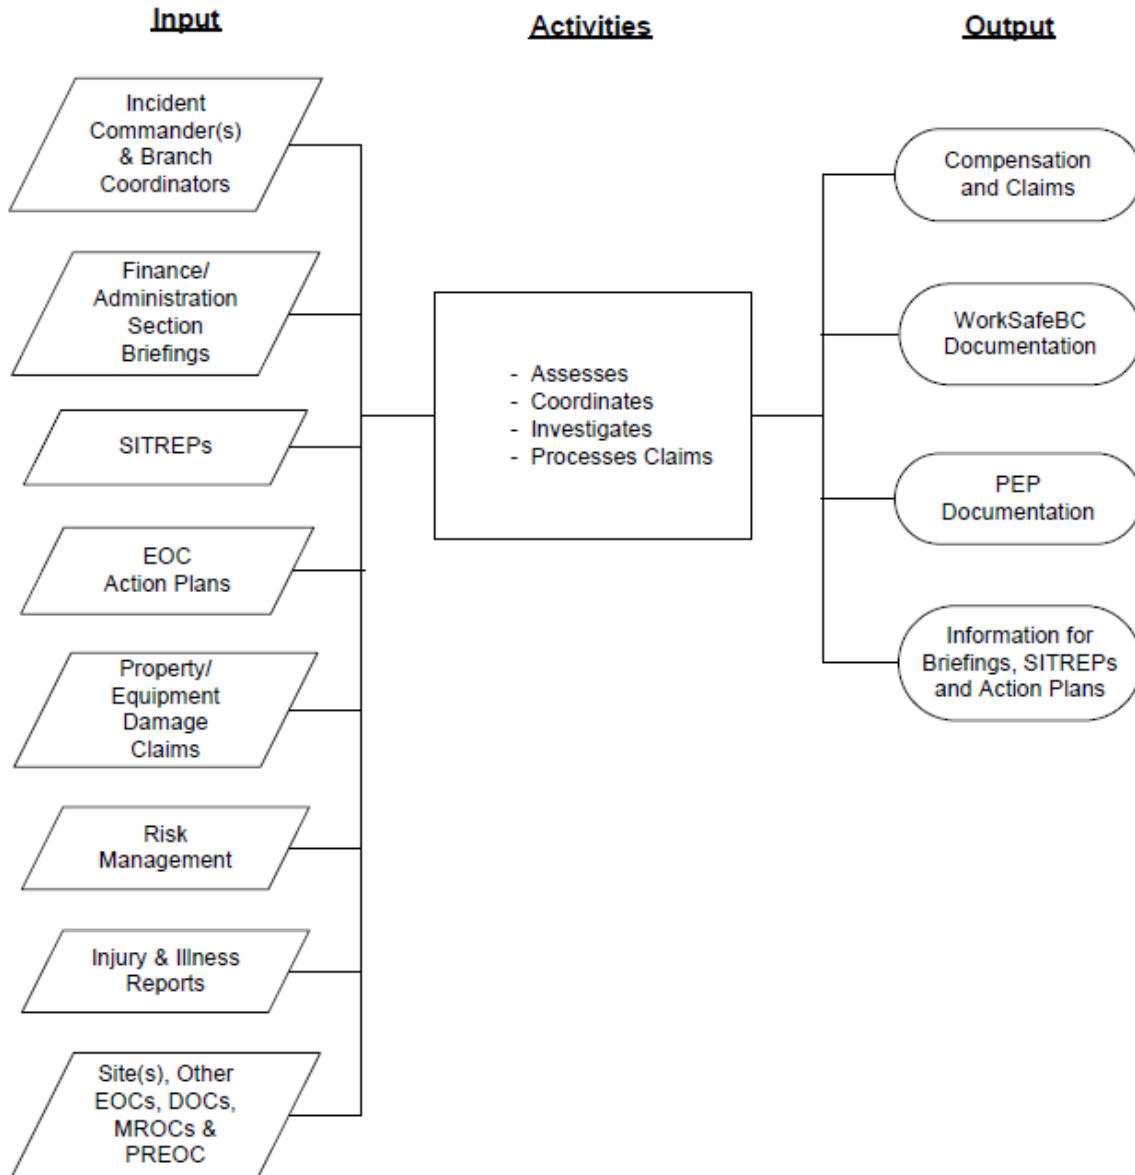 Input
Activities
Output
Incident
Commander(s)
& Branch
Coordinators
Finance/
Administration
Section
Briefings
SITREPs
EOC
Action Plans
Property/
Equipment
Damage
Claims
Risk
Management
Injury & Illness
Reports
Site(s), Other
EOCs, DOCs,
MROCs &
PREOC
- Assesses
- Coordinates
- Investigates
- Processes Claims
Compensation
and Claims
WorkSafeBC
Documentation
PEP
Documentation
Information for
Briefings, SITREPs
and Action Plans